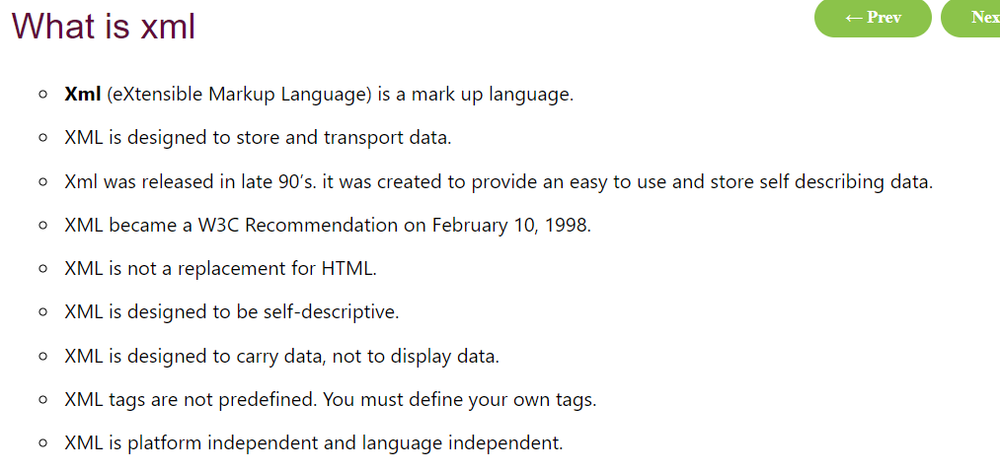 What is xml
← Prev
Nex
Xml (eXtensible Markup Language) is a mark up language.
XML is designed to store and transport data.
Xml was released in late 90's. it was created to provide an easy to use and store self describing data.
XML became a W3C Recommendation on February 10, 1998.
XML is not a replacement for HTML.
XML is designed to be self-descriptive.
XML is designed to carry data, not to display data.
XML tags are not predefined. You must define your own tags.
XML is platform independent and language independent.